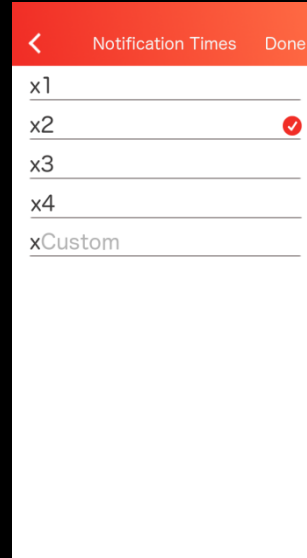 Notification Times Done
x1
x2
x3
x4
xCustom